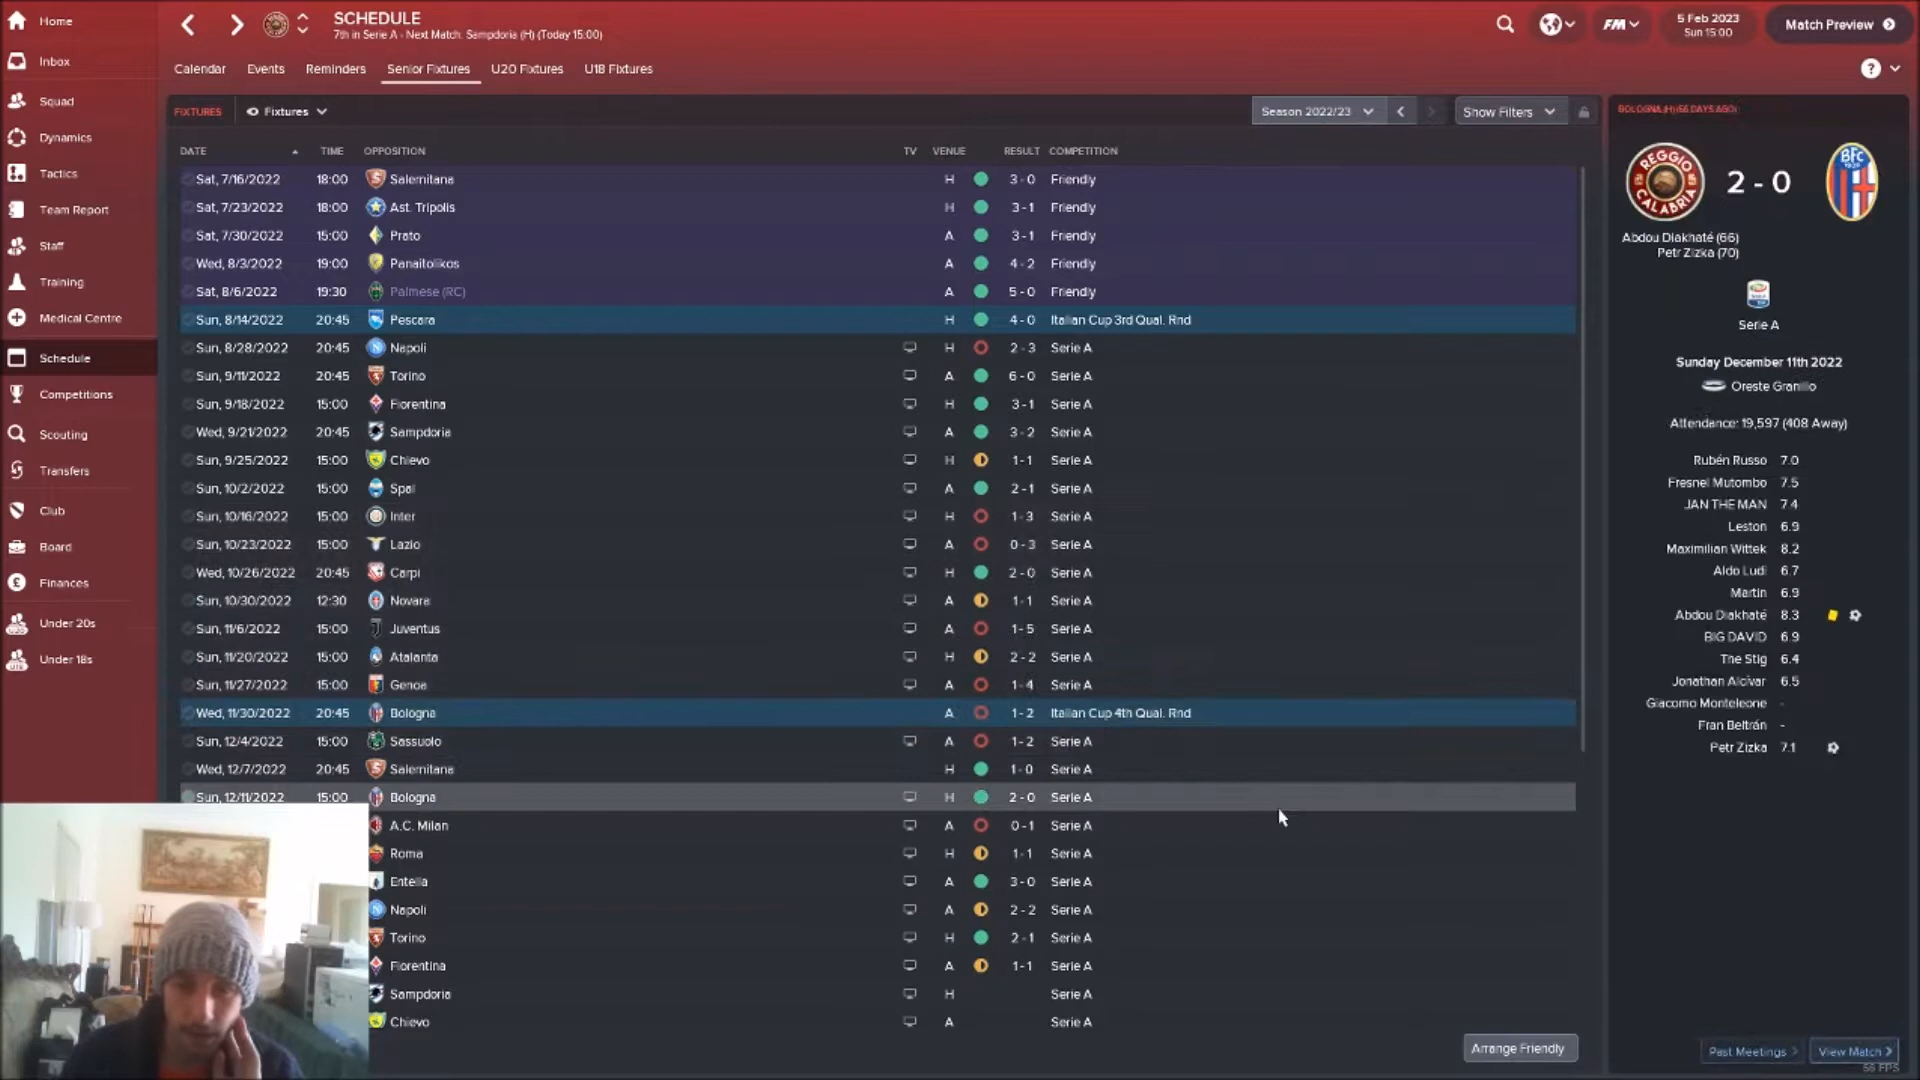 Home
Inbox
Squad
Dynamics
Tactics
Team Report
Staff
Training
Medical Centre
Schedule
Competitions
Scouting
Transfers
Club
Board
Finances
Under 20s
Under 18s
SCHEDULE
7th in Serie A - Next Match: Sampdoria (H) (Today 15:00)
FM
5 Feb 2023
Sun 15:00
Match Preview
Calendar Events Reminders Senior Fixtures U20 Fixtures U18 Fixtures
FIXTURES Fixtures Season 2022/23 Show Filters
DATE TIME OPPOSITION TV VENUE RESULT COMPETITION
Sat, 7/16/2022 18:00 Salernitana H 3-0 Friendly
Sat, 7/23/2022 18:00 Ast. Tripolis H 3-1 Friendly
Sat, 7/30/2022 15:00 Prato A 3-1 Friendly
Wed, 8/3/2022 19:00 Panaitolikos A 4-2 Friendly
Sat, 8/6/2022 19:30 Palmese (RC) A 5-0 Friendly
Sun, 8/14/2022 20:45 Pescara H 4-0 Italian Cup 3rd Qual. Rnd
Sun, 8/28/2022 20:45 Napoli H 2-3 Serie A
Sun, 9/11/2022 20:45 Torino A 6-0 Serie A
Sun, 9/18/2022 15:00 Fiorentina H 3-1 Serie A
Wed, 9/21/2022 20:45 Sampdoria A 3-2 Serie A
Sun, 9/25/2022 15:00 Chievo H 1-1 Serie A
Sun, 10/2/2022 15:00 Spal A 2-1 Serie A
Sun, 10/16/2022 15:00 Inter H 1-3 Serie A
Sun, 10/23/2022 15:00 Lazio A 0-3 Serie A
Wed, 10/26/2022 20:45 Carpi H 2-0 Serie A
Sun, 10/30/2022 12:30 Novara A 1-1 Serie A
Sun, 11/6/2022 15:00 Juventus A 1-5 Serie A
Sun, 11/20/2022 15:00 Atalanta H 2-2 Serie A
Sun, 11/27/2022 15:00 Genoa A 1-4 Serie A
Wed, 11/30/2022 20:45 Bologna A 1-2 Italian Cup 4th Qual. Rnd
Sun, 12/4/2022 15:00 Sassuolo A 1-2 Serie A
Wed, 12/7/2022 20:45 Salernitana H 1-0 Serie A
Sun, 12/11/2022 15:00 Bologna H 2-0 Serie A
A.C. Milan A 0-1 Serie A
Roma H 1-1 Serie A
Entella A 3-0 Serie A
Napoli A 2-2 Serie A
Torino H 2-1 Serie A
Fiorentina A 1-1 Serie A
Sampdoria H Serie A
Chievo A Serie A
Arrange Friendly
BOLOGNA (H) (56 DAYS AGO)
REGGIO CALABRIA
2 - 0
BFC
Abdou Diakhaté (66)
Petr Zizka (70)
Serie A
Sunday December 11th 2022
Oreste Granillo
Attendance: 19,597 (408 Away)
Rubén Russo 7.0
Fresnel Mutombo 7.5
JAN THE MAN 7.4
Leston 6.9
Maximilian Wittek 8.2
Aldo Ludi 6.7
Martin 6.9
Abdou Diakhaté 8.3
BIG DAVID 6.9
The Stig 6.4
Jonathan Alcívar 6.5
Giacomo Monteleone -
Fran Beltrán -
Petr Zizka 7.1
Past Meetings View Match
56 FPS